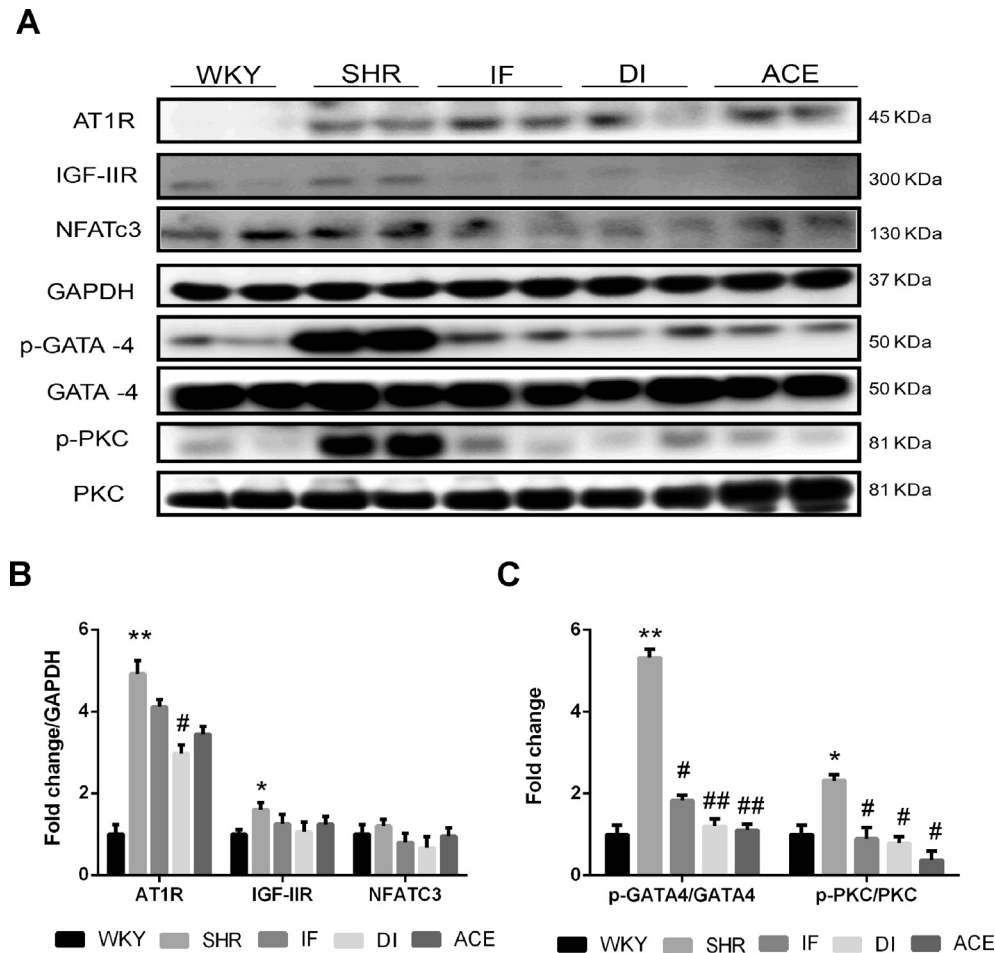 A
WKY SHR IF DI ACE
AT1R 45 KDa
IGF-IIR 300 KDa
NFATc3 130 KDa
GAPDH 37 KDa
p-GATA -4 50 KDa
GATA -4 50 KDa
p-PKC 81 KDa
PKC 81 KDa
B
Fold change/GAPDH
6
4
2
0
**
#
*
AT1R IGF-IIR NFATC3
WKY SHR IF DI ACE
C
Fold change
6
4
2
0
**
#
##
##
*
#
#
#
p-GATA4/GATA4 p-PKC/PKC
WKY SHR IF DI ACE